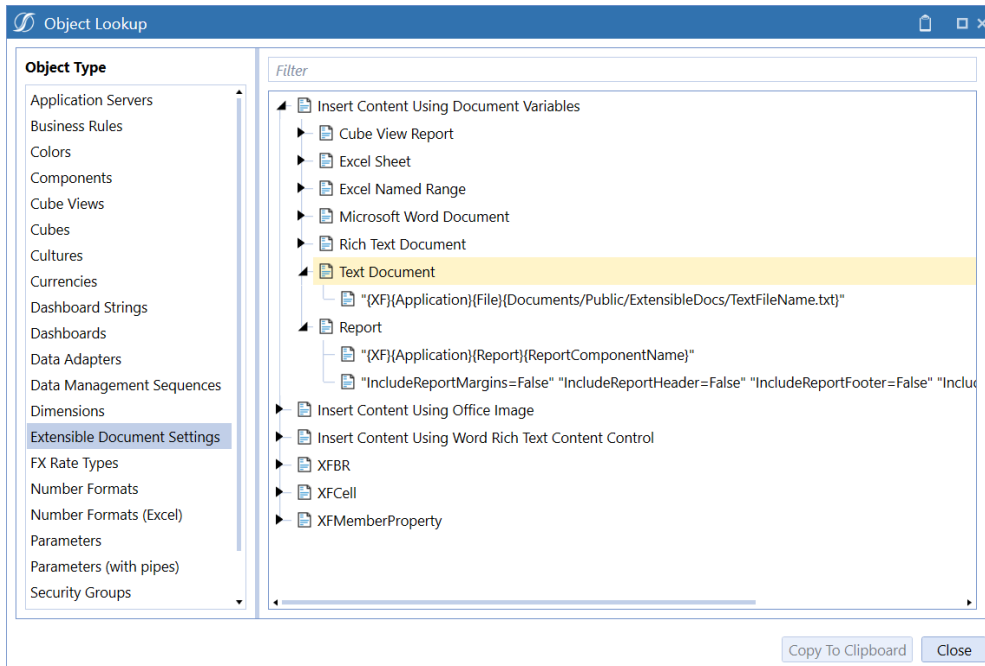 Object Lookup
Object Type
Application Servers
Business Rules
Colors
Components
Cube Views
Cubes
Cultures
Currencies
Dashboard Strings
Dashboards
Data Adapters
Data Management Sequences
Dimensions
Extensible Document Settings
FX Rate Types
Number Formats
Number Formats (Excel)
Parameters
Parameters (with pipes)
Security Groups
Filter
Insert Content Using Document Variables
Cube View Report
Excel Sheet
Excel Named Range
Microsoft Word Document
Rich Text Document
Text Document
"{XF}{Application}{File}{Documents/Public/ExtensibleDocs/TextFileName.txt}"
Report
"{XF}{Application}{Report}{ReportComponentName}"
"IncludeReportMargins=False" "IncludeReportHeader=False" "IncludeReportFooter=False" "Includ
Insert Content Using Office Image
Insert Content Using Word Rich Text Content Control
XFBR
XFCell
XFMemberProperty
Copy To Clipboard
Close